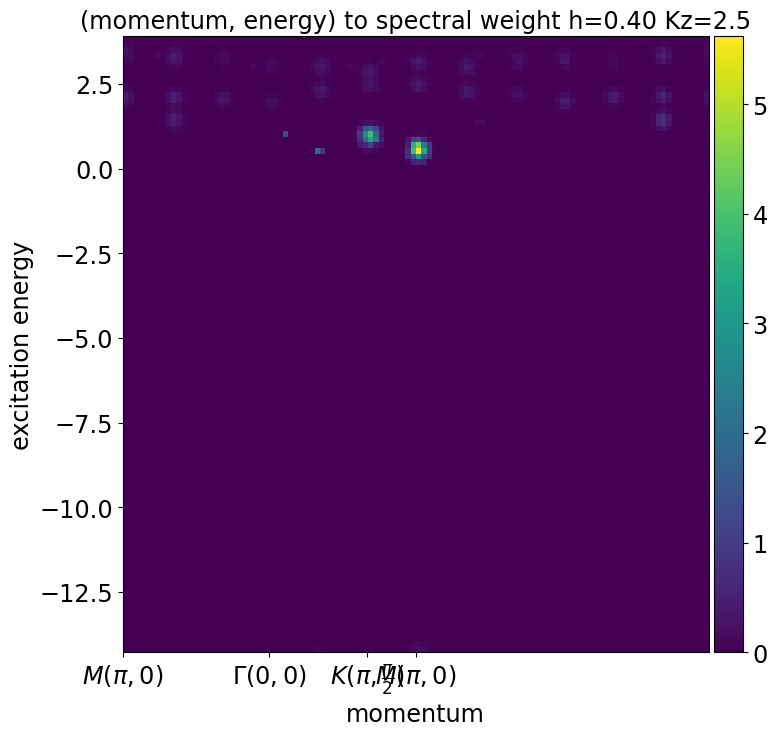 (momentum, energy) to spectral weight h=0.40 Kz=2.5
2.5
0.0
−2.5
−5.0
−7.5
−10.0
−12.5
excitation energy
M(π, 0)
Γ(0, 0)
K(π, π/2)
M(π, 0)
momentum
5
4
3
2
1
0